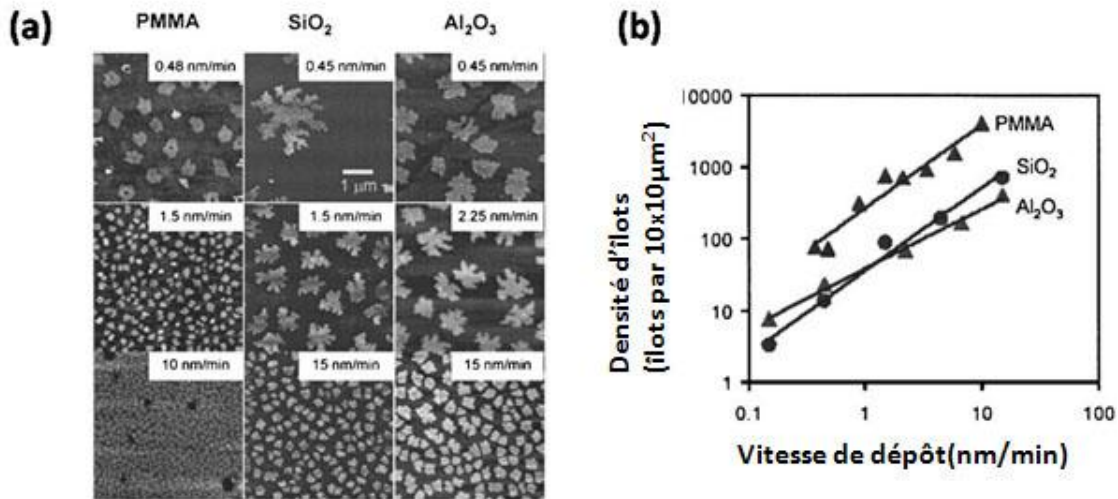 (a)
PMMA SiO₂ Al₂O₃
0.48 nm/min 0.45 nm/min 0.45 nm/min
1 μm
1.5 nm/min 1.5 nm/min 2.25 nm/min
10 nm/min 15 nm/min 15 nm/min
(b)
Densité d'îlots
(îlots par 10x10μm²)
10000
1000
100
10
1
PMMA
SiO₂
Al₂O₃
0.1 1 10 100
Vitesse de dépôt(nm/min)